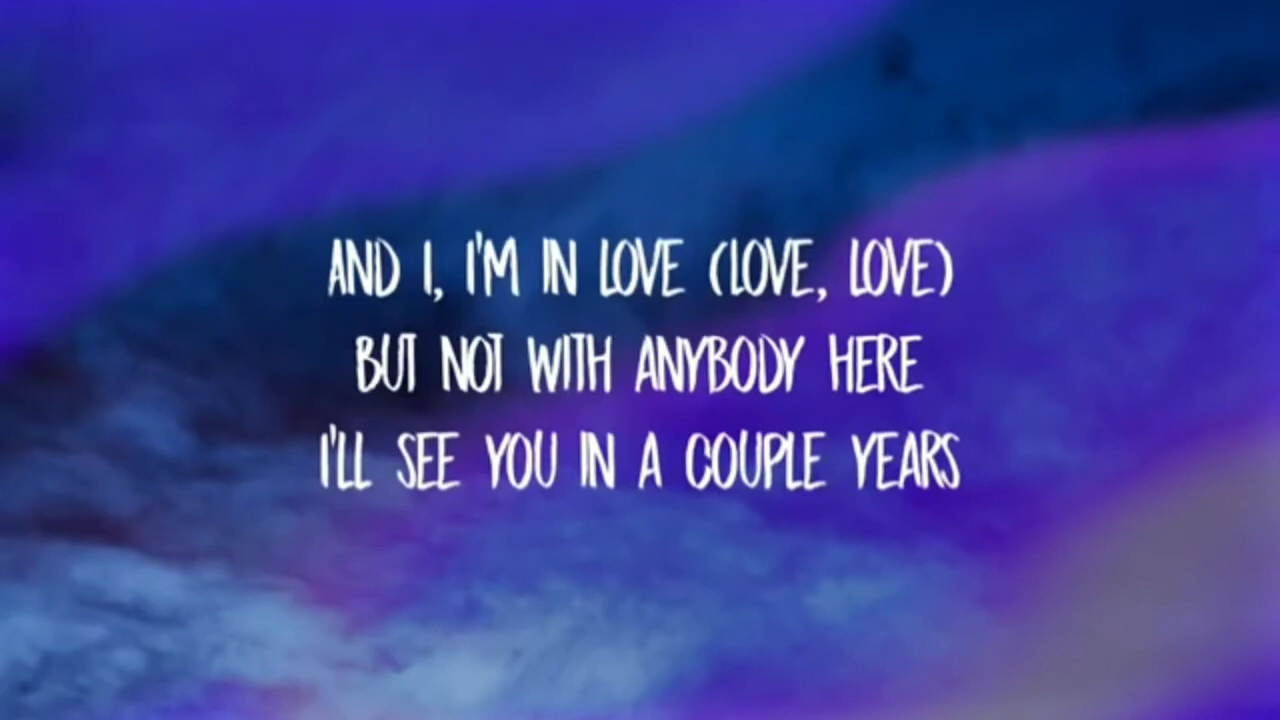 AND I, I'M IN LOVE (LOVE, LOVE)
BUT NOT WITH ANYBODY HERE
I'LL SEE YOU IN A COUPLE YEARS